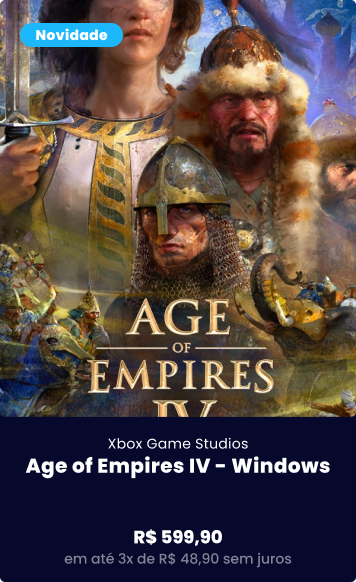 Novidade
AGE
OF
EMPIRES
IV
Xbox Game Studios
Age of Empires IV - Windows
R$ 599,90
em até 3x de R$ 48,90 sem juros